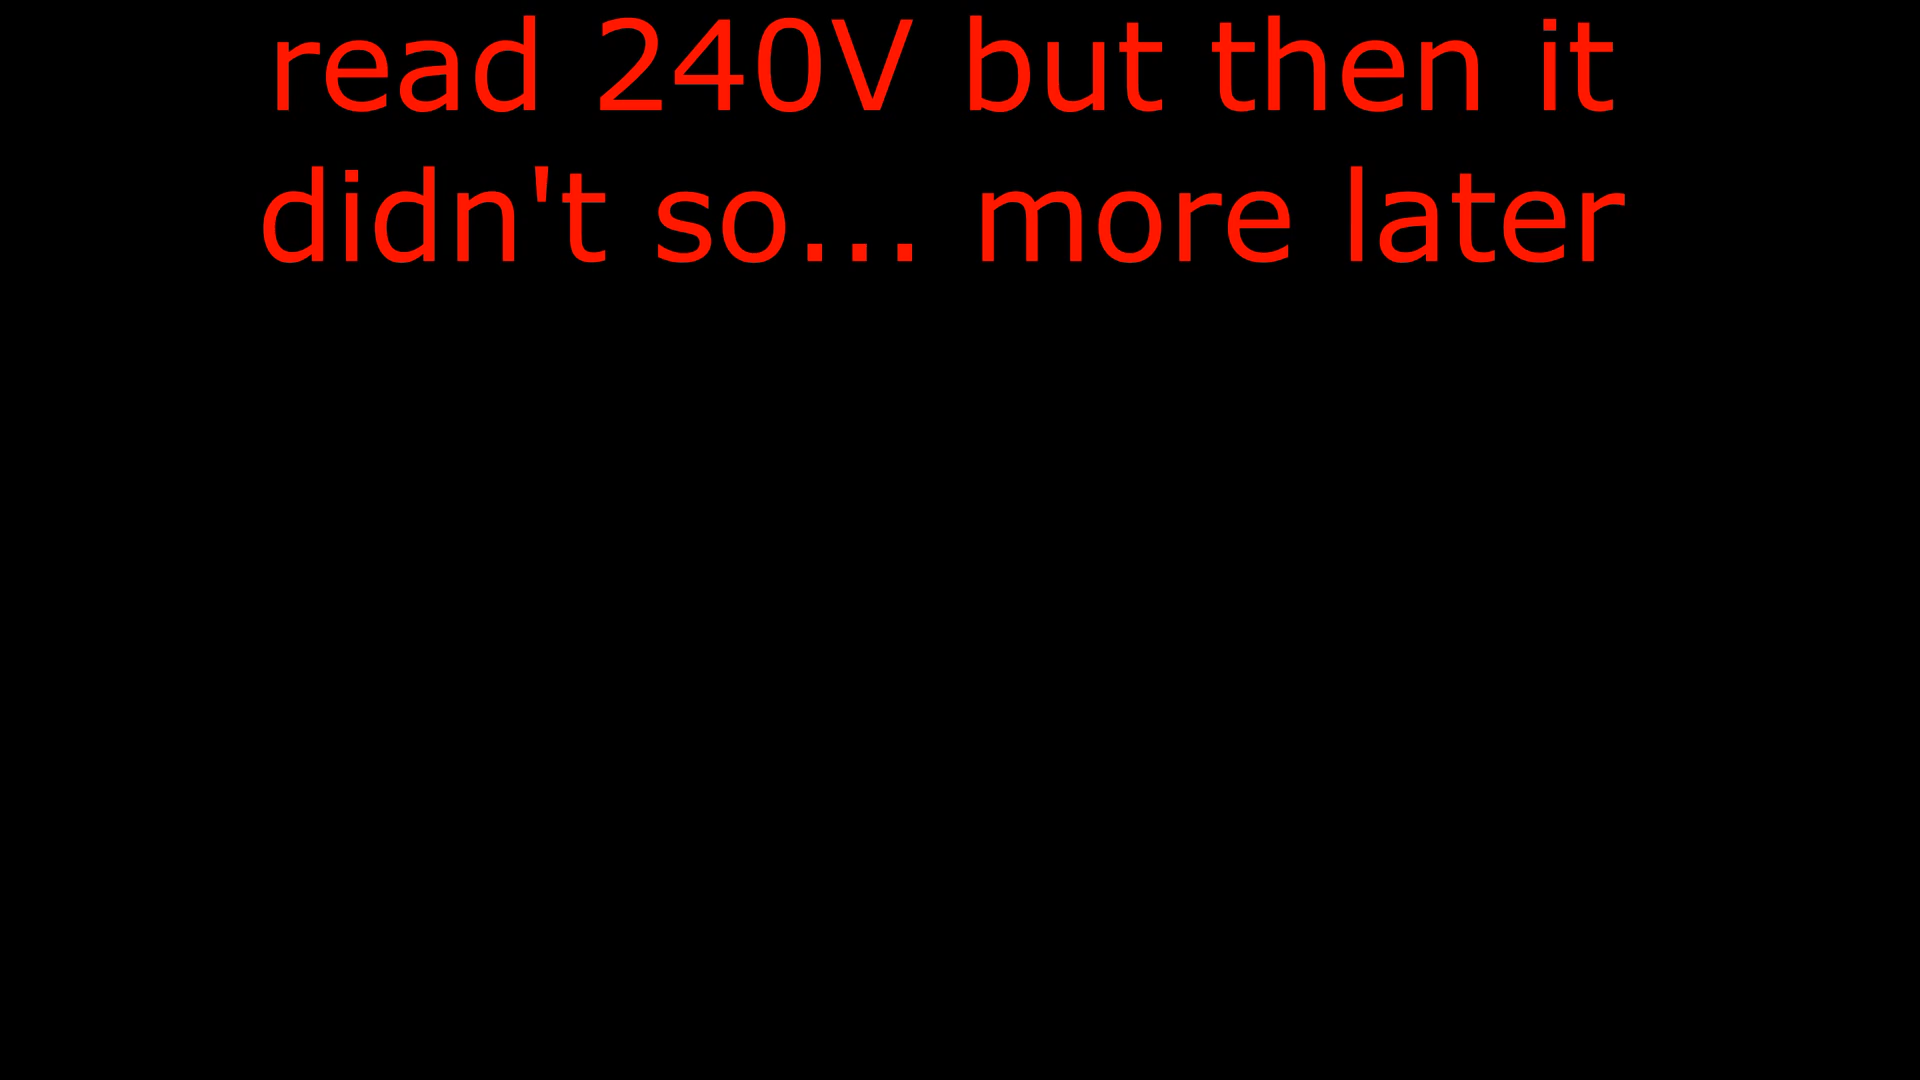 read 240V but then it
didn't so... more later